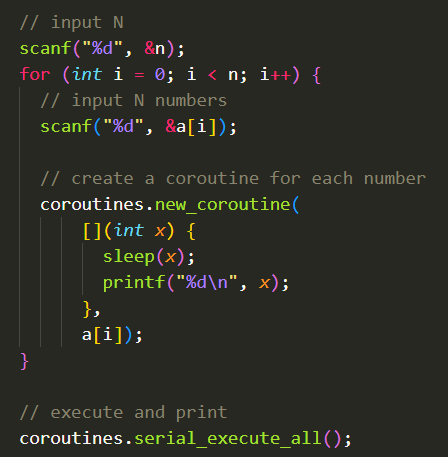 // input N
scanf("%d", &n);
for (int i = 0; i < n; i++) {
// input N numbers
scanf("%d", &a[i]);
// create a coroutine for each number
coroutines.new_coroutine(
[](int x) {
sleep(x);
printf("%d\n", x);
},
a[i]);
}
// execute and print
coroutines.serial_execute_all();